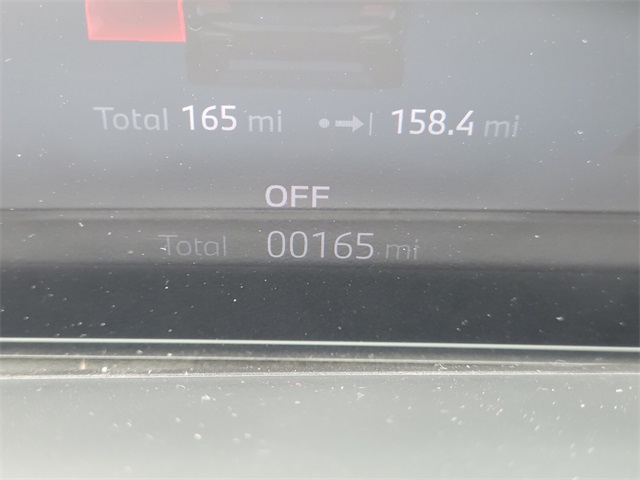 Total 165 mi •→| 158.4 mi
OFF
Total 00165 mi